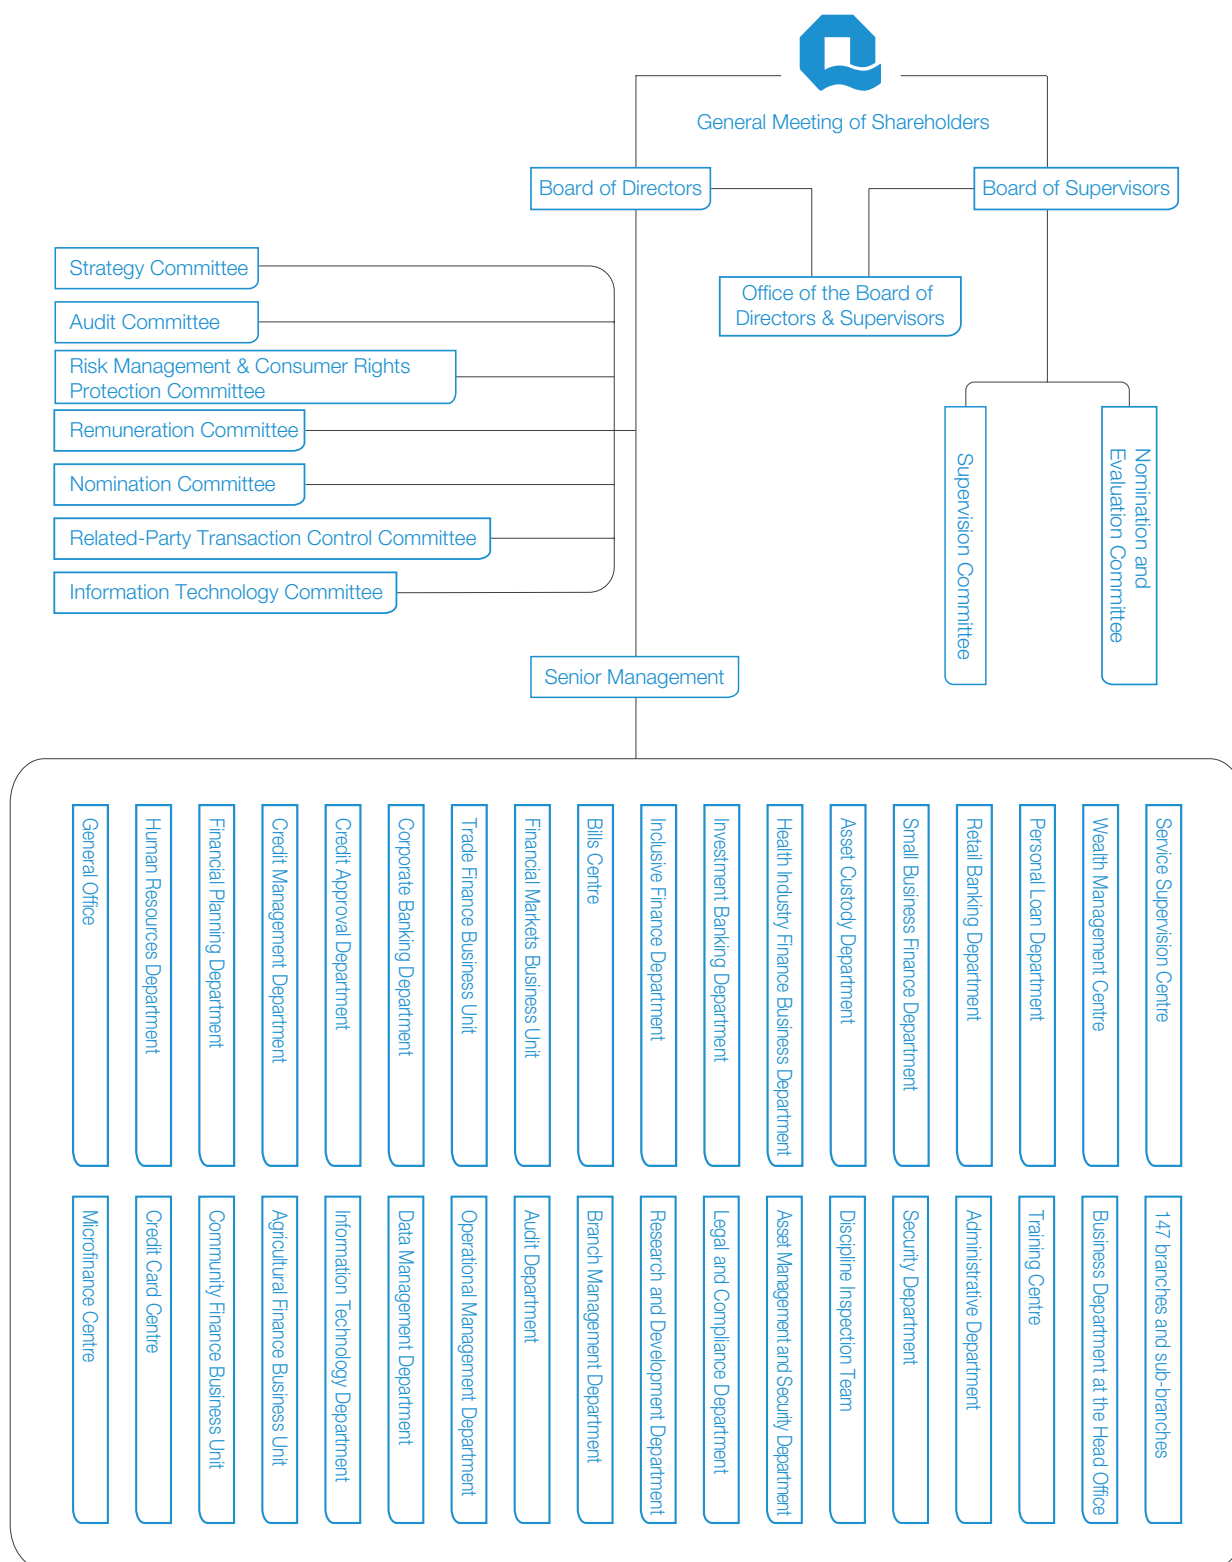 General Meeting of Shareholders
Board of Directors
Board of Supervisors
Strategy Committee
Audit Committee
Risk Management & Consumer Rights
Protection Committee
Remuneration Committee
Nomination Committee
Related-Party Transaction Control Committee
Information Technology Committee
Office of the Board of
Directors & Supervisors
Supervision Committee
Nomination and
Evaluation Committee
Senior Management
General Office
Human Resources Department
Financial Planning Department
Credit Management Department
Credit Approval Department
Corporate Banking Department
Trade Finance Business Unit
Financial Markets Business Unit
Bills Centre
Inclusive Finance Department
Investment Banking Department
Health Industry Finance Business Department
Asset Custody Department
Small Business Finance Department
Retail Banking Department
Personal Loan Department
Wealth Management Centre
Service Supervision Centre
Microfinance Centre
Credit Card Centre
Community Finance Business Unit
Agricultural Finance Business Unit
Information Technology Department
Data Management Department
Operational Management Department
Audit Department
Branch Management Department
Research and Development Department
Legal and Compliance Department
Asset Management and Security Department
Discipline Inspection Team
Security Department
Administrative Department
Training Centre
Business Department at the Head Office
147 branches and sub-branches